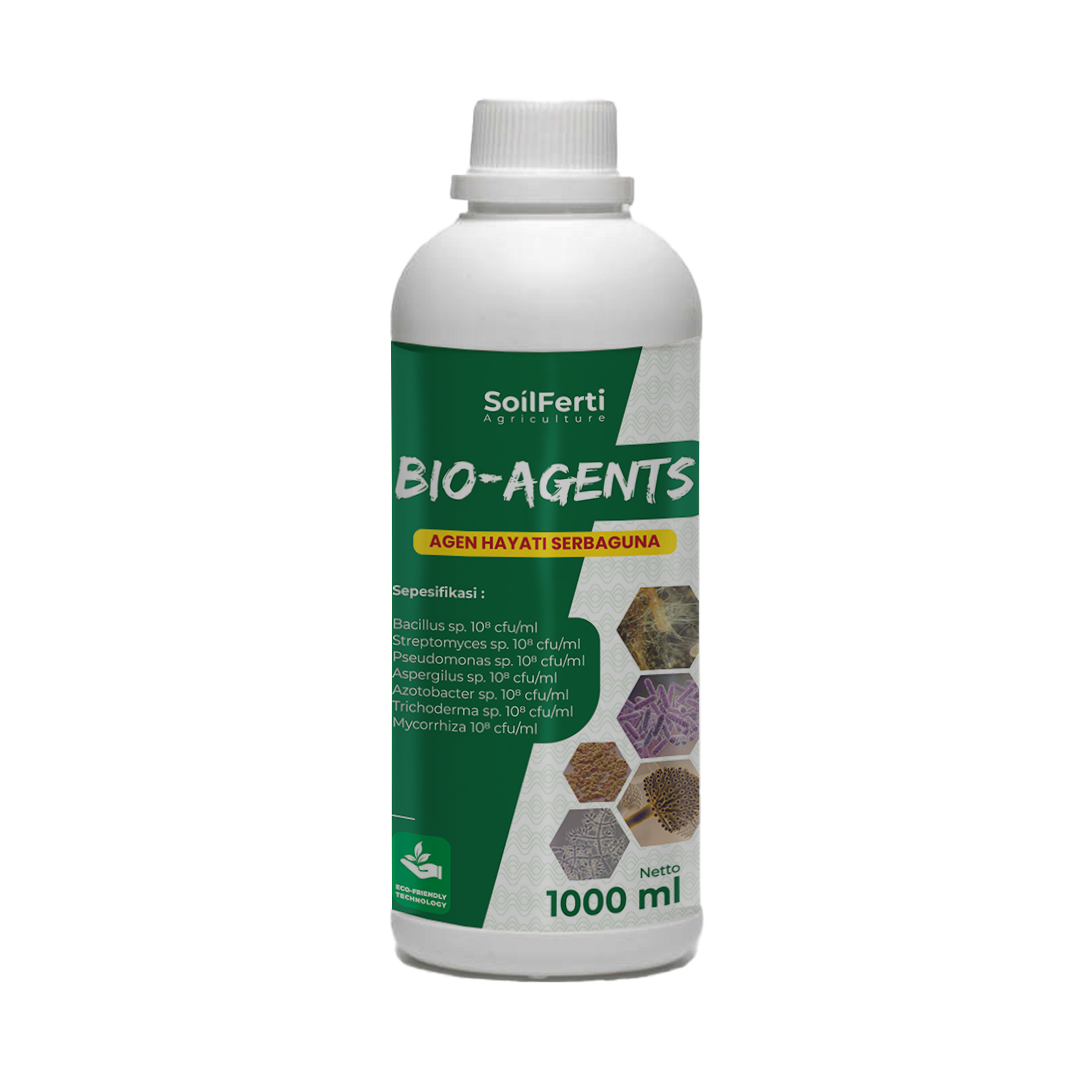 SoílFerti
Agriculture
BIO-AGENTS
AGEN HAYATI SERBAGUNA
Sepesifikasi :
Bacillus sp. 10⁸ cfu/ml
Streptomyces sp. 10⁸ cfu/ml
Pseudomonas sp. 10⁸ cfu/ml
Aspergilus sp. 10⁸ cfu/ml
Azotobacter sp. 10⁸ cfu/ml
Trichoderma sp. 10⁸ cfu/ml
Mycorrhiza 10⁸ cfu/ml
ECO-FRIENDLY
TECHNOLOGY
Netto
1000 ml